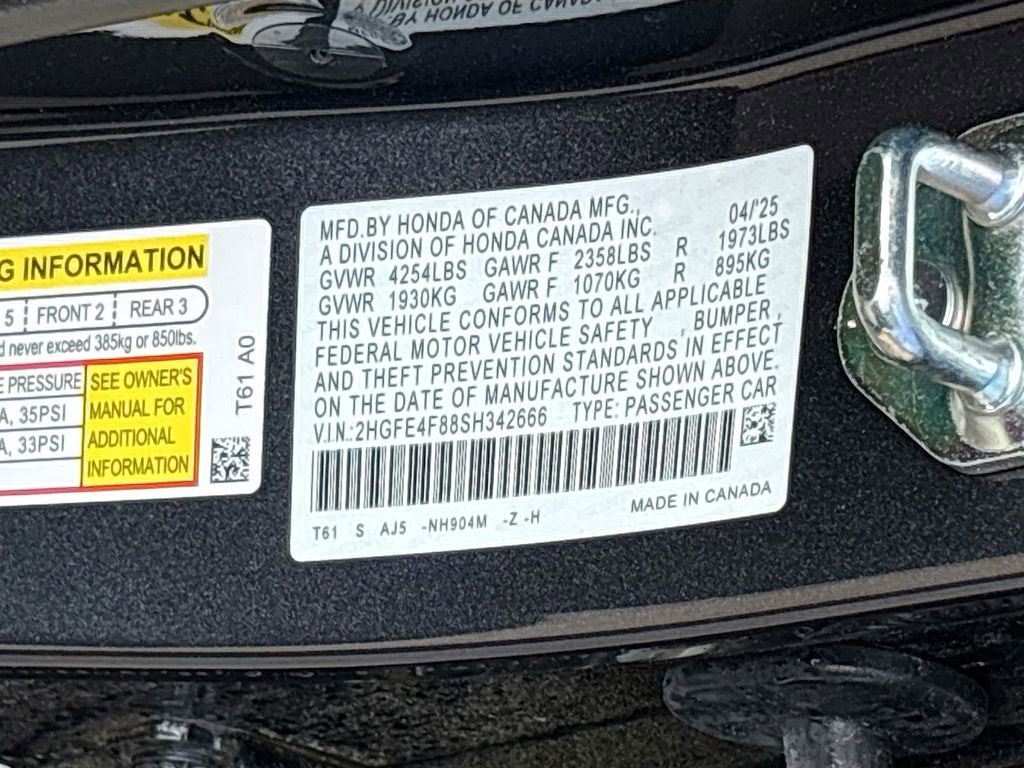 DIVISION
BY HONDA OF CANADA
G INFORMATION
5 FRONT 2 REAR 3
d never exceed 385kg or 850lbs.
E PRESSURE
A, 35PSI
A, 33PSI
SEE OWNER'S
MANUAL FOR
ADDITIONAL
INFORMATION
T61 A0
MFD.BY HONDA OF CANADA MFG., 04/'25
A DIVISION OF HONDA CANADA INC.
GVWR 4254LBS GAWR F 2358LBS R 1973LBS
GVWR 1930KG GAWR F 1070KG R 895KG
THIS VEHICLE CONFORMS TO ALL APPLICABLE
FEDERAL MOTOR VEHICLE SAFETY , BUMPER,
AND THEFT PREVENTION STANDARDS IN EFFECT
ON THE DATE OF MANUFACTURE SHOWN ABOVE.
V.I.N.:2HGFE4F88SH342666 TYPE: PASSENGER CAR
T61 S AJ5 -NH904M -Z -H MADE IN CANADA